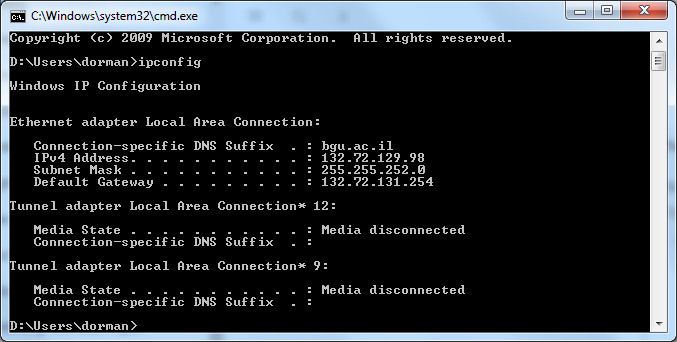 C:\Windows\system32\cmd.exe
Copyright (c) 2009 Microsoft Corporation.  All rights reserved.
D:\Users\dorman>ipconfig
Windows IP Configuration
Ethernet adapter Local Area Connection:
   Connection-specific DNS Suffix  . : bgu.ac.il
   IPv4 Address. . . . . . . . . . . : 132.72.129.98
   Subnet Mask . . . . . . . . . . . : 255.255.252.0
   Default Gateway . . . . . . . . . : 132.72.131.254
Tunnel adapter Local Area Connection* 12:
   Media State . . . . . . . . . . . : Media disconnected
   Connection-specific DNS Suffix  . :
Tunnel adapter Local Area Connection* 9:
   Media State . . . . . . . . . . . : Media disconnected
   Connection-specific DNS Suffix  . :
D:\Users\dorman>